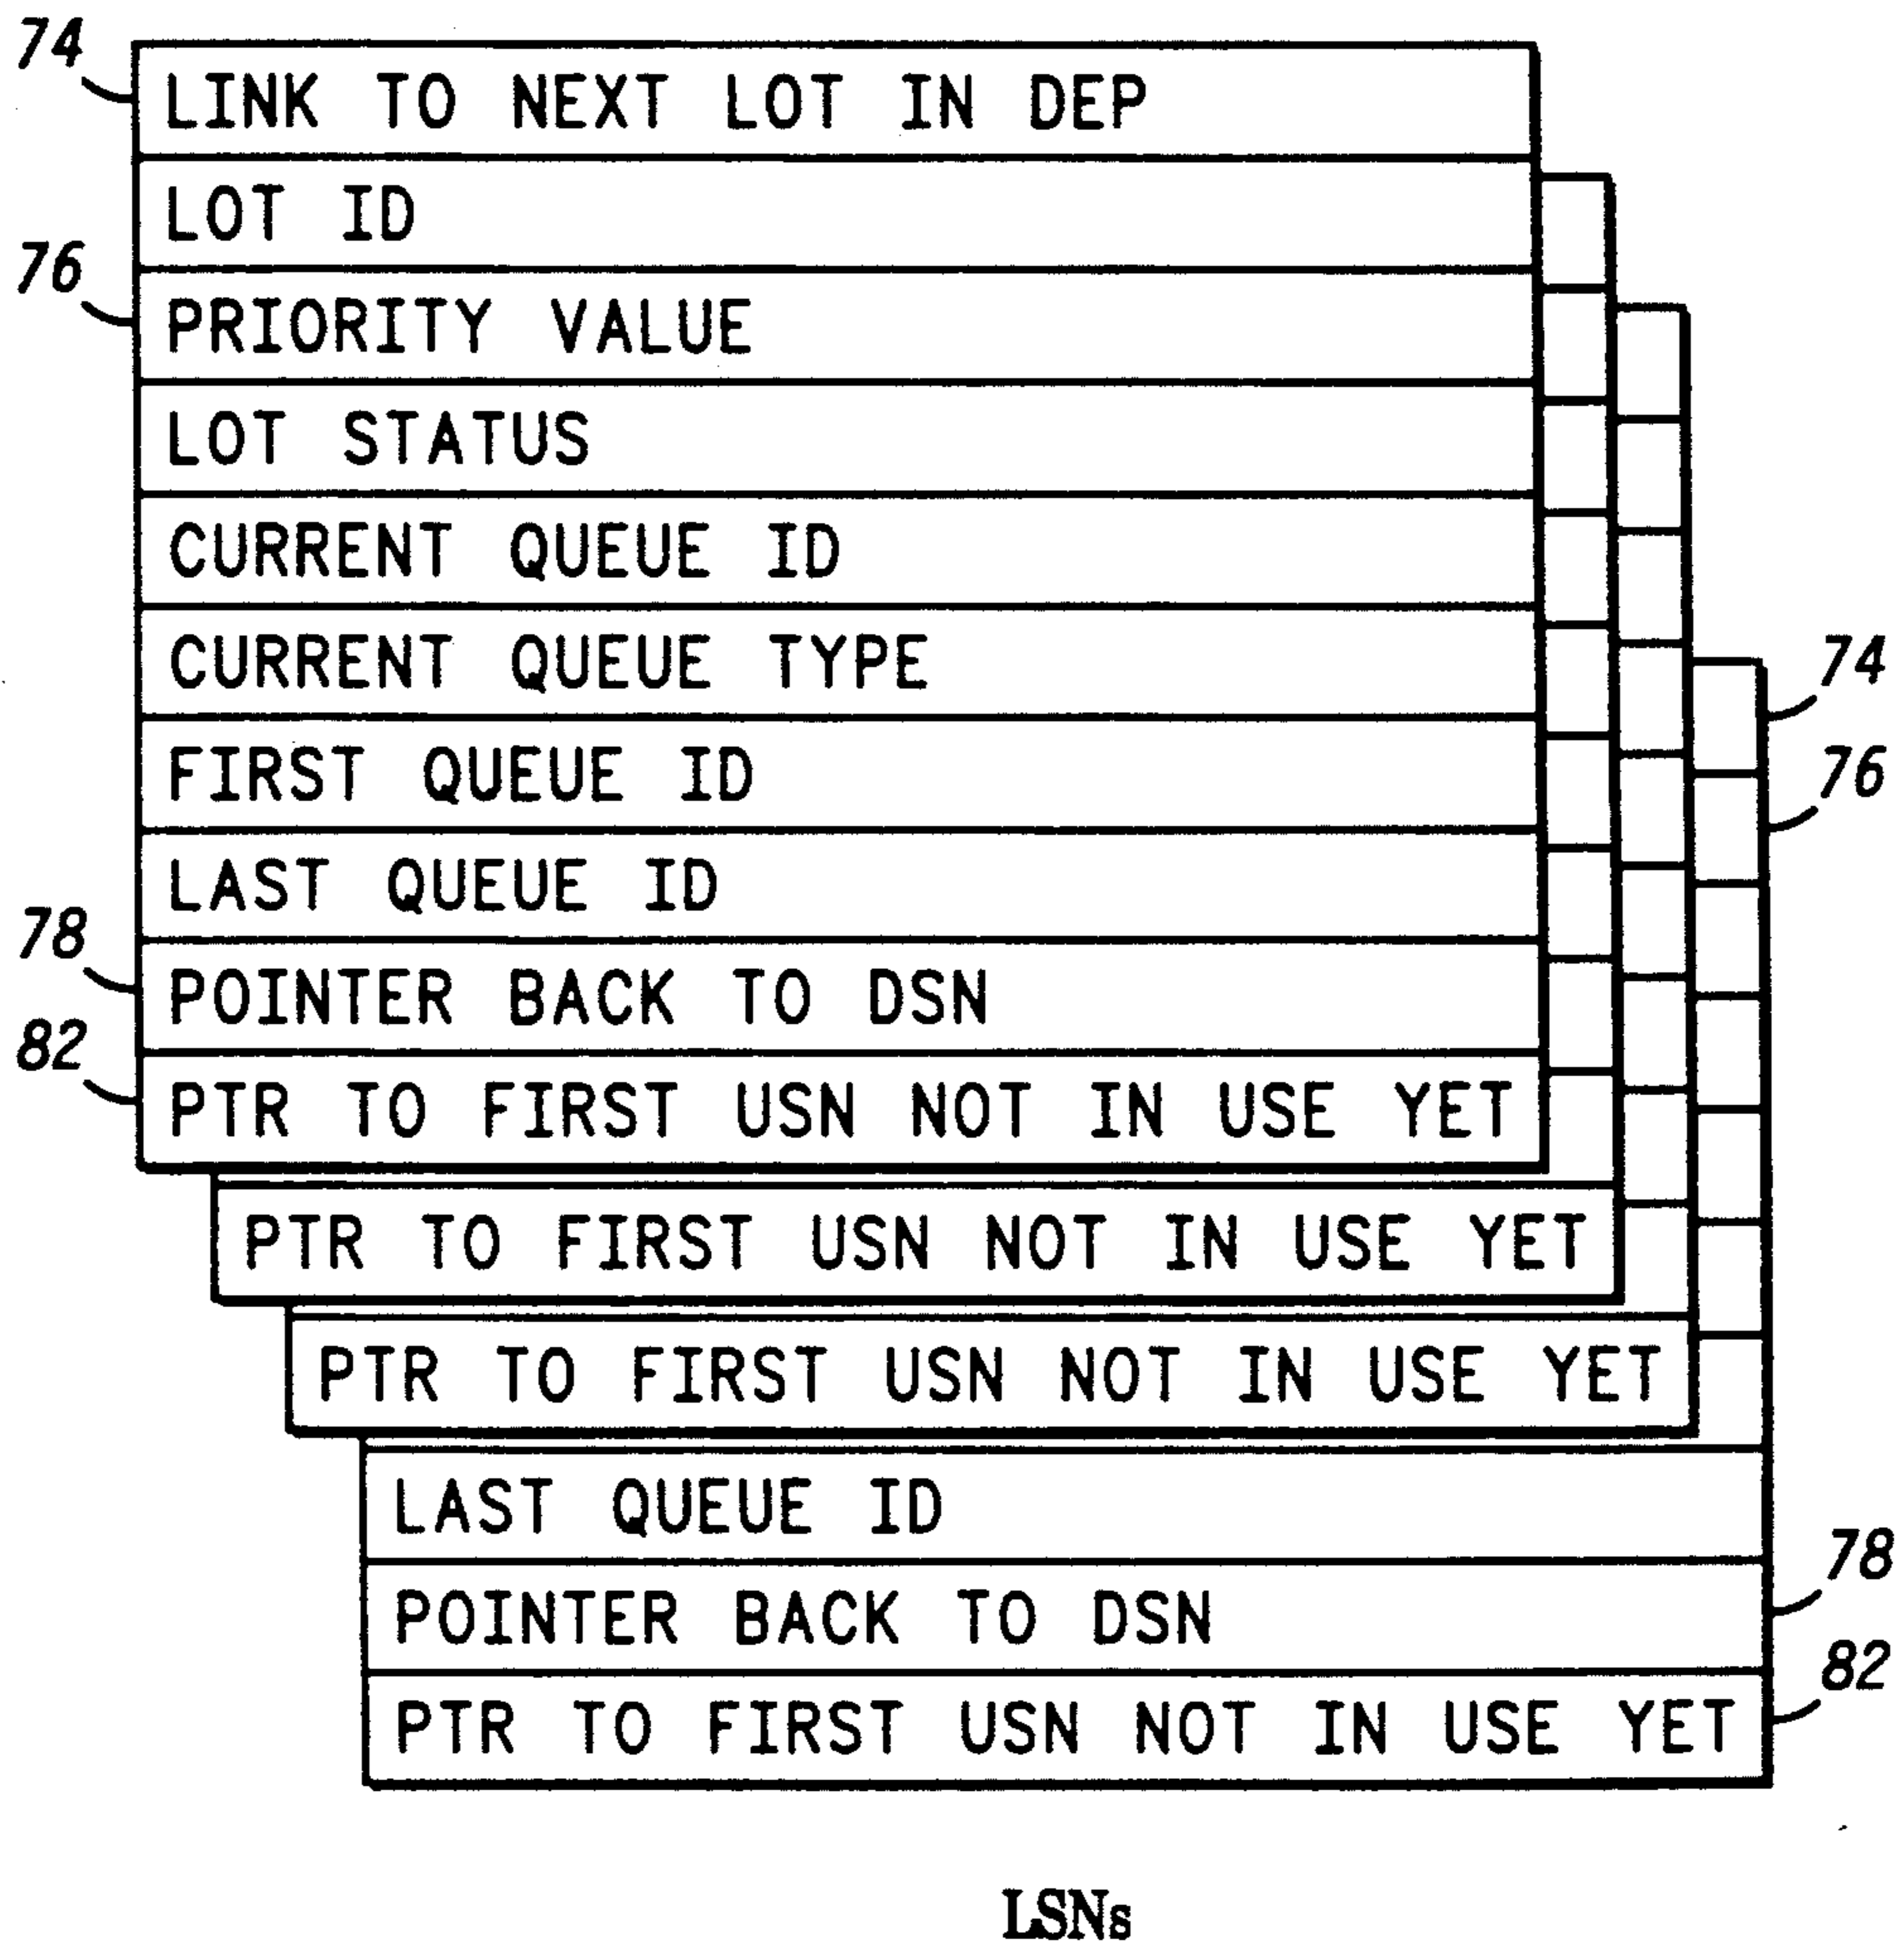 74
LINK TO NEXT LOT IN DEP
LOT ID
76
PRIORITY VALUE
LOT STATUS
CURRENT QUEUE ID
CURRENT QUEUE TYPE
74
FIRST QUEUE ID
76
LAST QUEUE ID
78
POINTER BACK TO DSN
82
PTR TO FIRST USN NOT IN USE YET
PTR TO FIRST USN NOT IN USE YET
PTR TO FIRST USN NOT IN USE YET
LAST QUEUE ID
78
POINTER BACK TO DSN
82
PTR TO FIRST USN NOT IN USE YET
LSNs